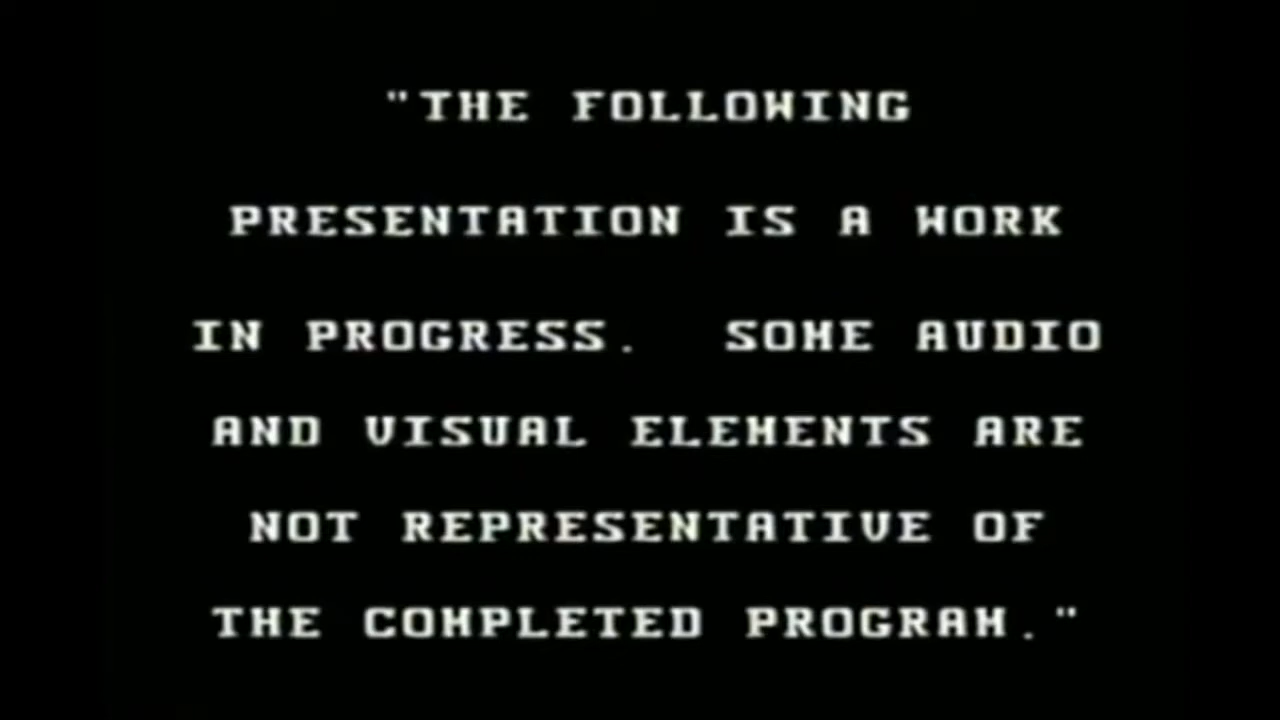 "THE FOLLOWING
PRESENTATION IS A WORK
IN PROGRESS.  SOME AUDIO
AND VISUAL ELEMENTS ARE
NOT REPRESENTATIVE OF
THE COMPLETED PROGRAM."